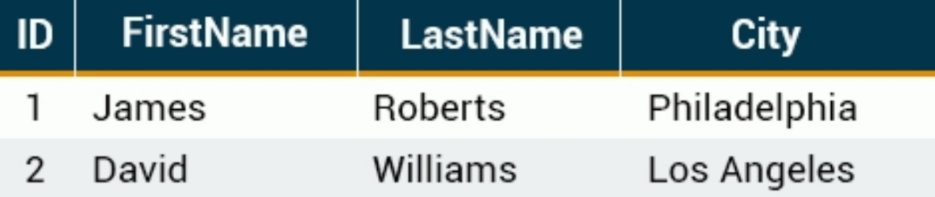 ID FirstName LastName City
1 James Roberts Philadelphia
2 David Williams Los Angeles